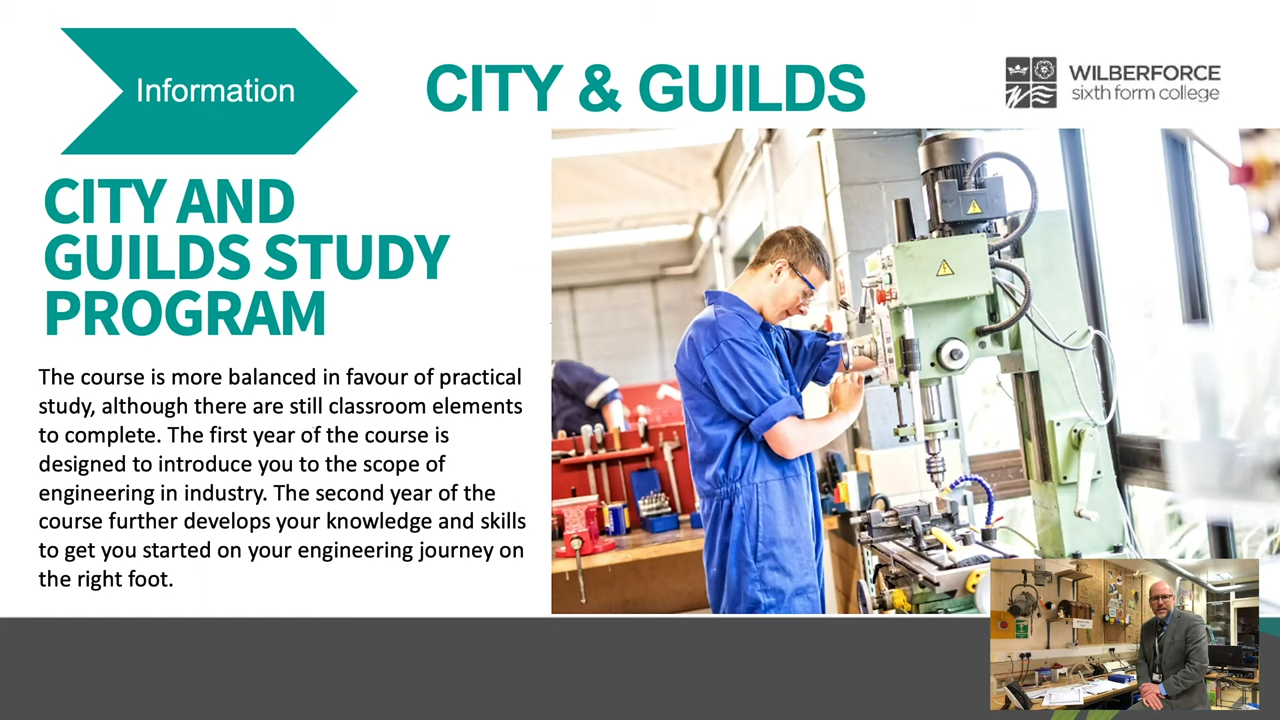 Information
CITY & GUILDS
WILBERFORCE
sixth form college
CITY AND
GUILDS STUDY
PROGRAM
The course is more balanced in favour of practical
study, although there are still classroom elements
to complete. The first year of the course is
designed to introduce you to the scope of
engineering in industry. The second year of the
course further develops your knowledge and skills
to get you started on your engineering journey on
the right foot.